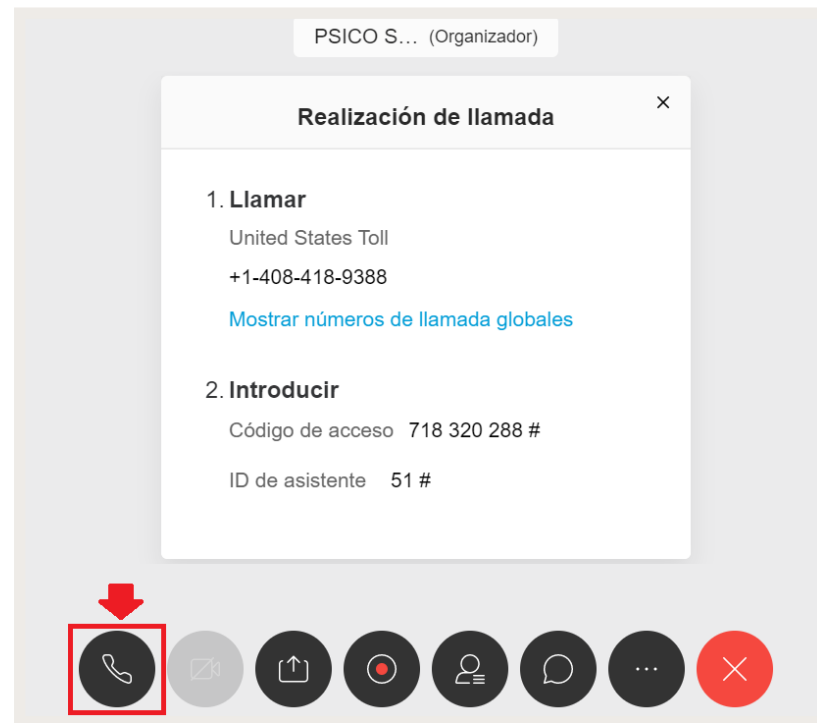 PSICO S... (Organizador)
Realización de llamada
1. Llamar
United States Toll
+1-408-418-9388
Mostrar números de llamada globales
2. Introducir
Código de acceso 718 320 288 #
ID de asistente 51 #